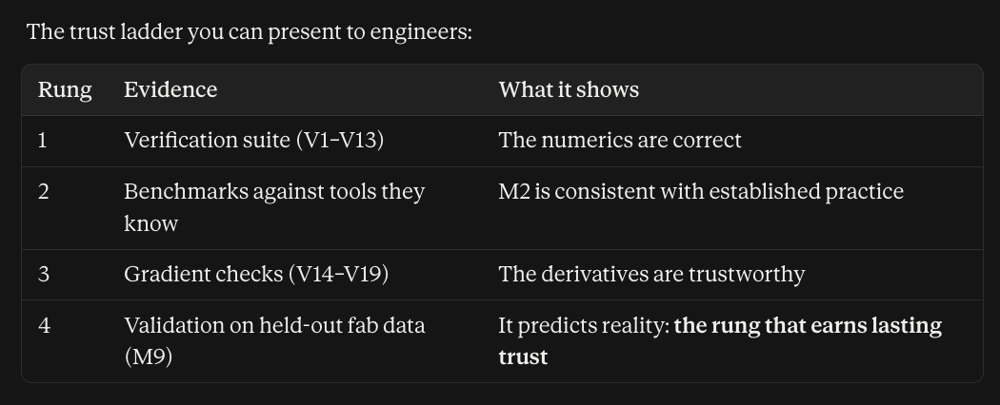 The trust ladder you can present to engineers:
Rung Evidence What it shows
1 Verification suite (V1–V13) The numerics are correct
2 Benchmarks against tools they M2 is consistent with established practice
know
3 Gradient checks (V14–V19) The derivatives are trustworthy
4 Validation on held-out fab data It predicts reality: the rung that earns lasting
(M9) trust